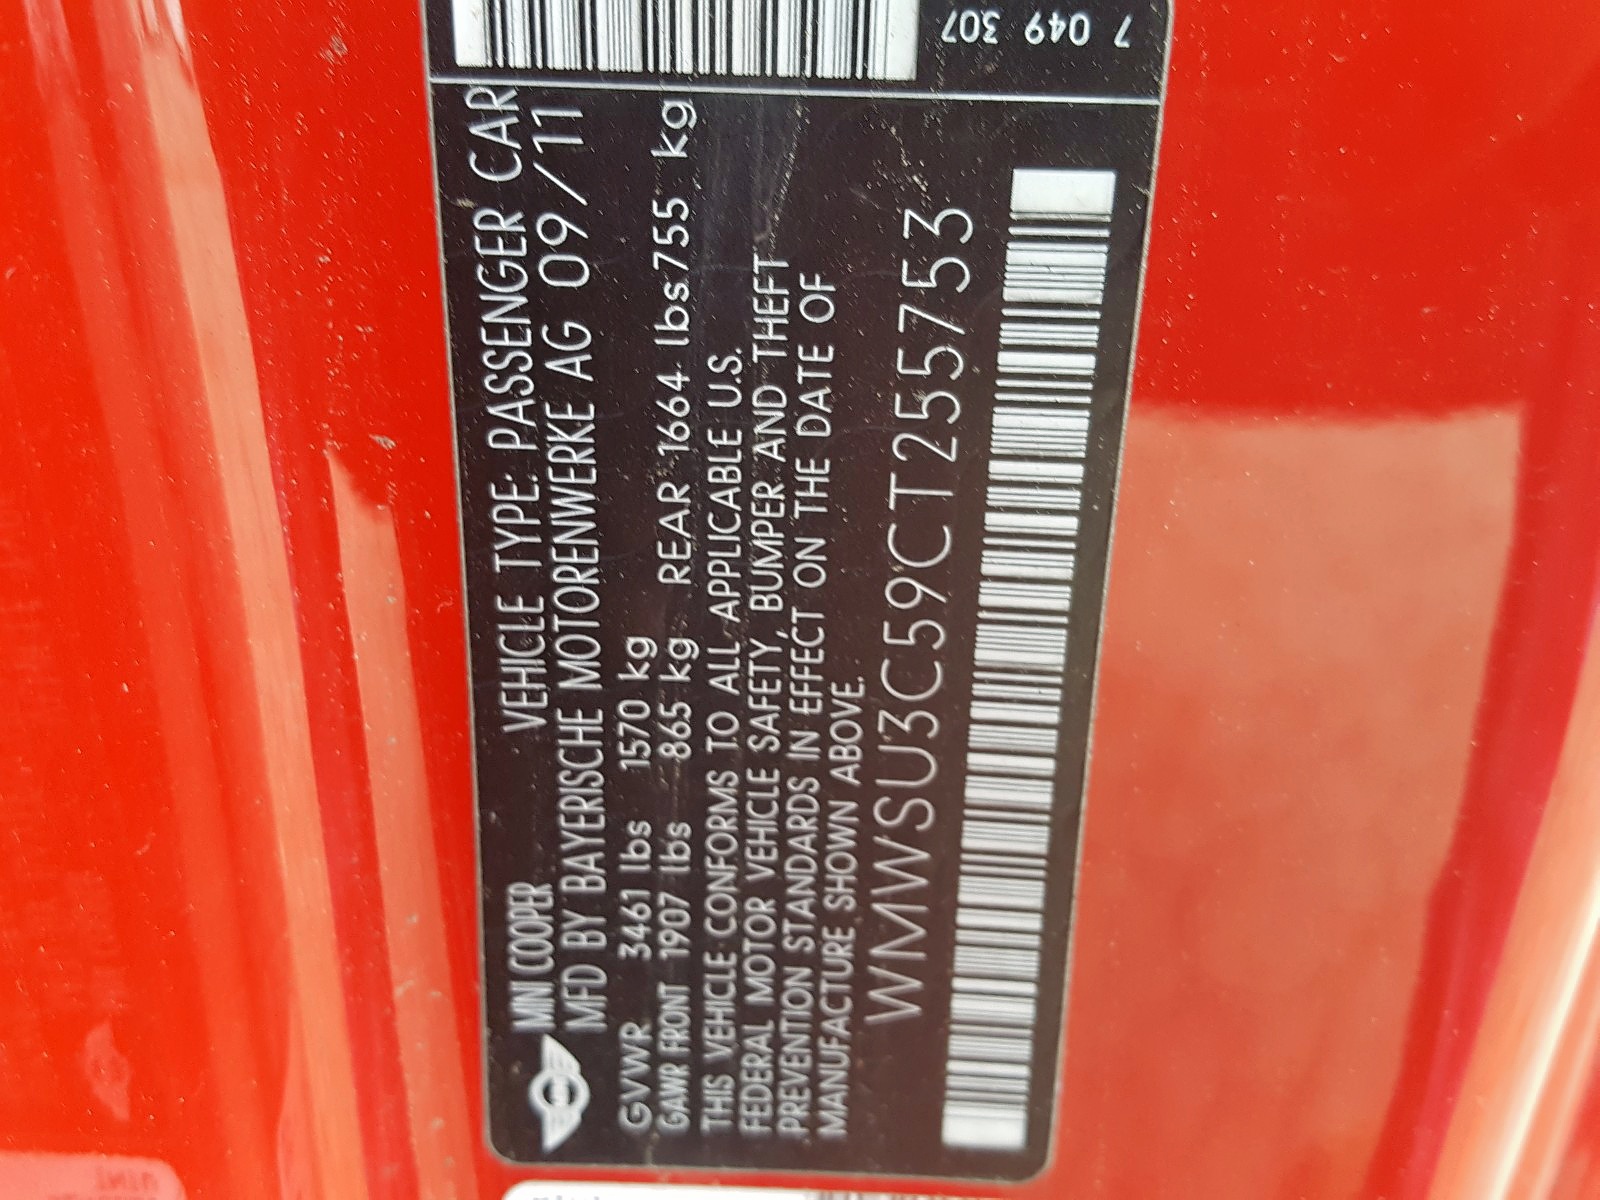 MINI COOPER VEHICLE TYPE: PASSENGER CAR
MFD BY BAYERISCHE MOTORENWERKE AG 09/11
GVWR 3461 lbs 1570 kg
GAWR FRONT 1907 lbs 865 kg REAR 1664 lbs 755 kg
THIS VEHICLE CONFORMS TO ALL APPLICABLE U.S.
FEDERAL MOTOR VEHICLE SAFETY, BUMPER AND THEFT
PREVENTION STANDARDS IN EFFECT ON THE DATE OF
MANUFACTURE SHOWN ABOVE.
WMWSU3C59CT255753
7 049 307